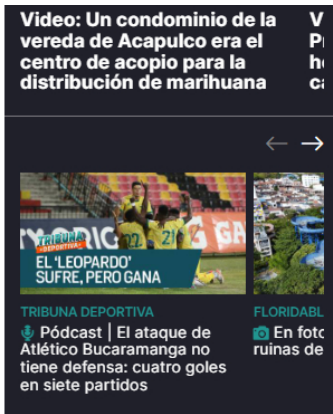 Video: Un condominio de la
vereda de Acapulco era el
centro de acopio para la
distribución de marihuana
V
TRIBUNA
DEPORTIVA
EL 'LEOPARDO'
SUFRE, PERO GANA
22
21
TRIBUNA DEPORTIVA
Pódcast | El ataque de
Atlético Bucaramanga no
tiene defensa: cuatro goles
en siete partidos
FLORIDABL
En foto
ruinas de